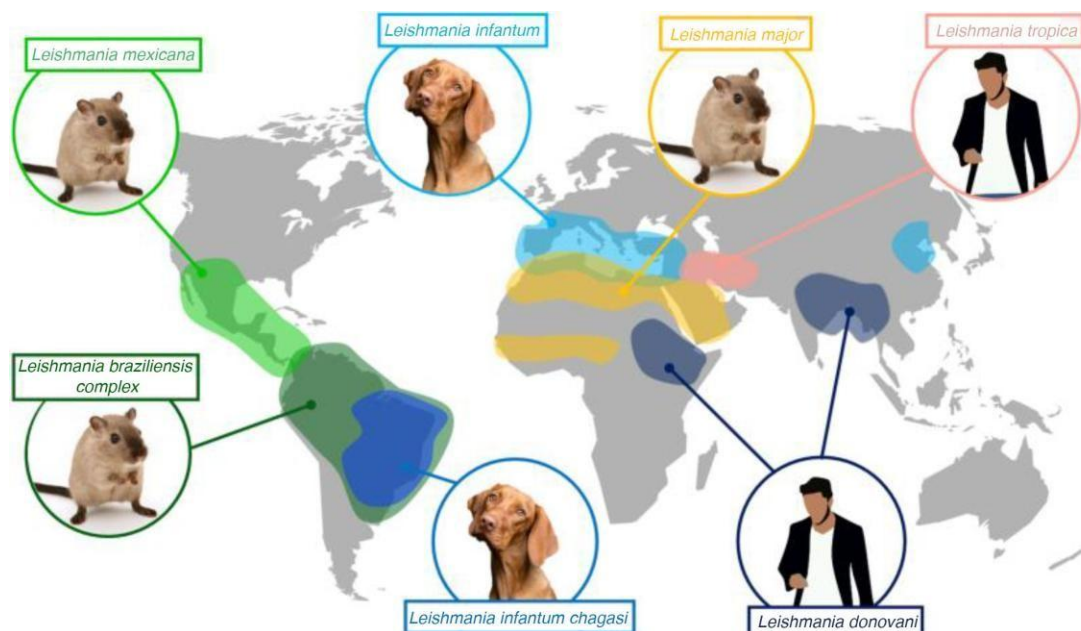 Leishmania mexicana
Leishmania infantum
Leishmania major
Leishmania tropica
Leishmania braziliensis
complex
Leishmania infantum chagasi
Leishmania donovani